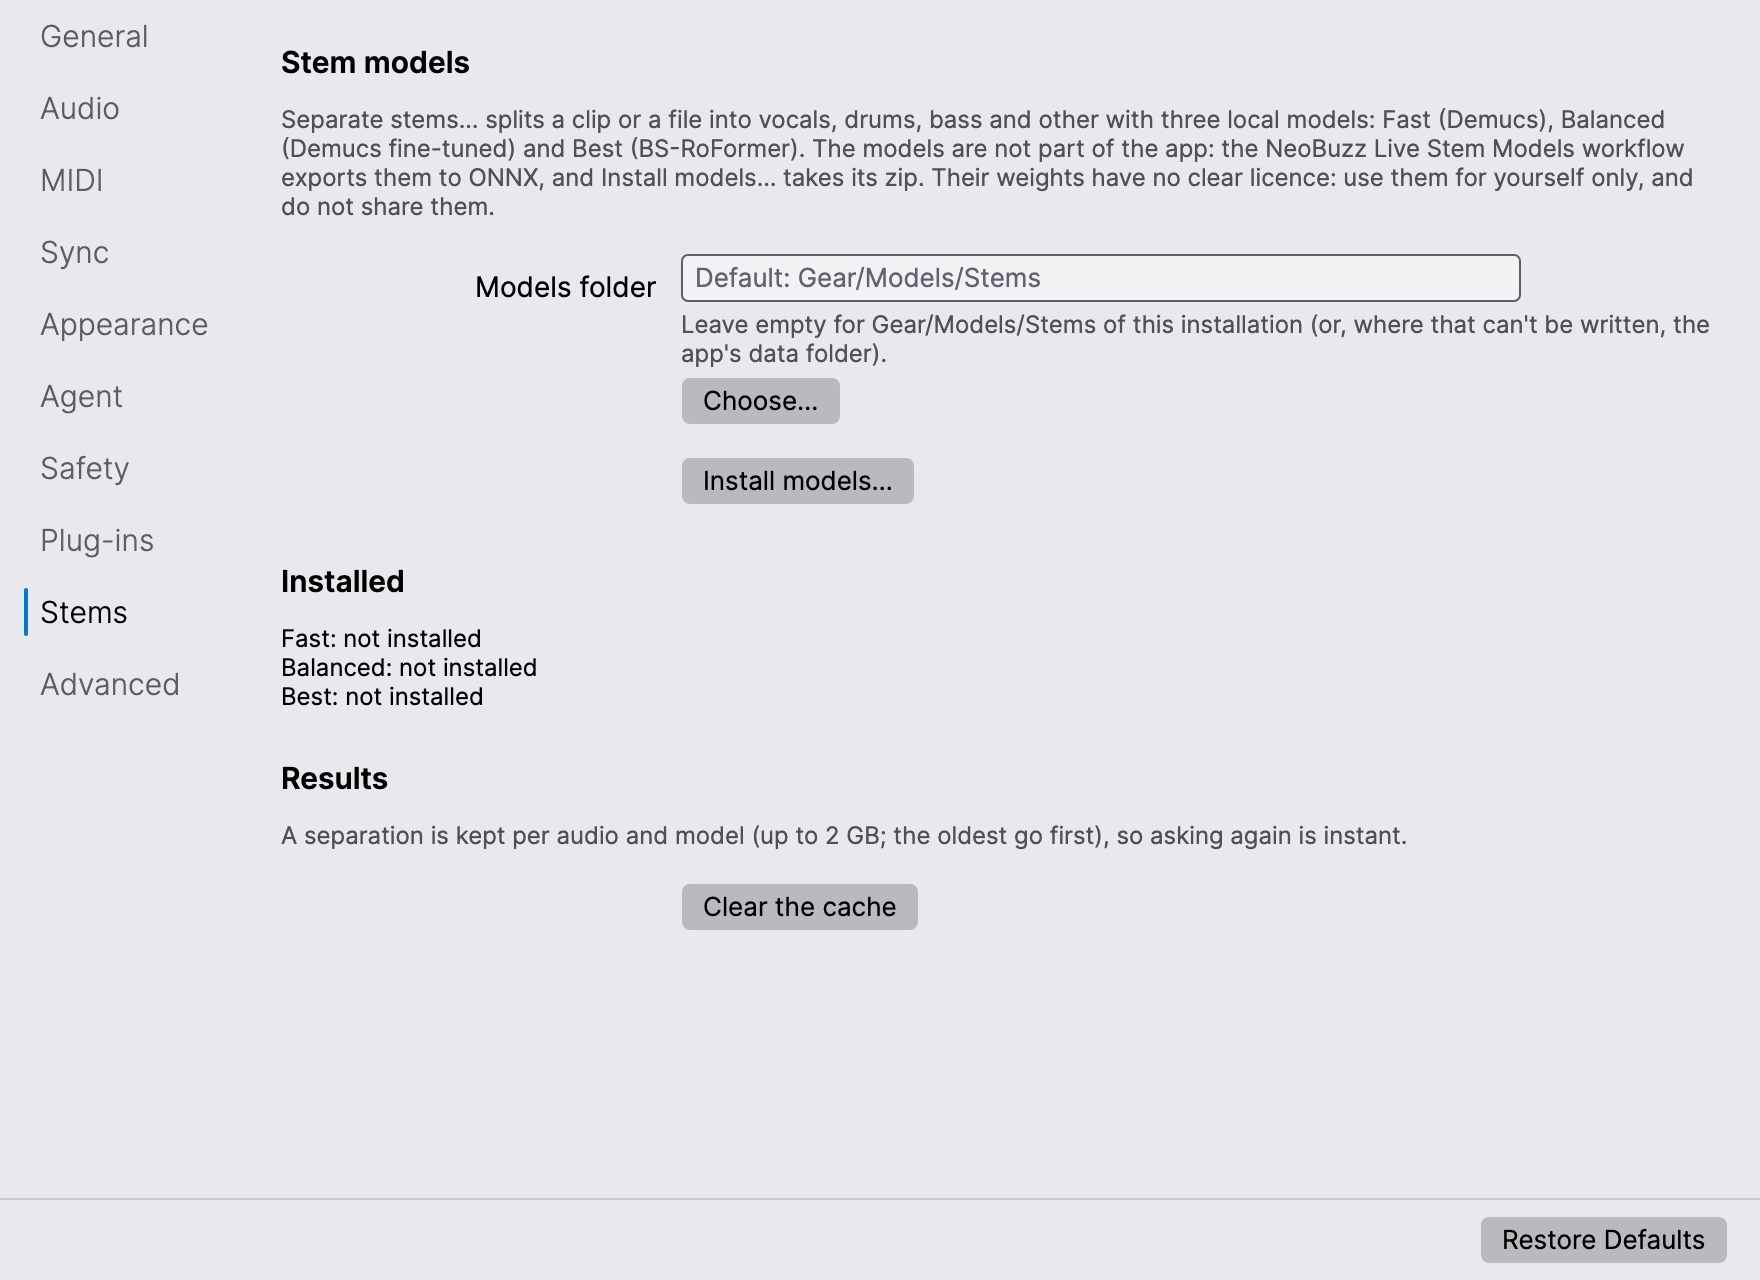 General
Audio
MIDI
Sync
Appearance
Agent
Safety
Plug-ins
Stems
Advanced
Stem models
Separate stems... splits a clip or a file into vocals, drums, bass and other with three local models: Fast (Demucs), Balanced
(Demucs fine-tuned) and Best (BS-RoFormer). The models are not part of the app: the NeoBuzz Live Stem Models workflow
exports them to ONNX, and Install models... takes its zip. Their weights have no clear licence: use them for yourself only, and
do not share them.
Models folder
Default: Gear/Models/Stems
Leave empty for Gear/Models/Stems of this installation (or, where that can't be written, the
app's data folder).
Choose...
Install models...
Installed
Fast: not installed
Balanced: not installed
Best: not installed
Results
A separation is kept per audio and model (up to 2 GB; the oldest go first), so asking again is instant.
Clear the cache
Restore Defaults